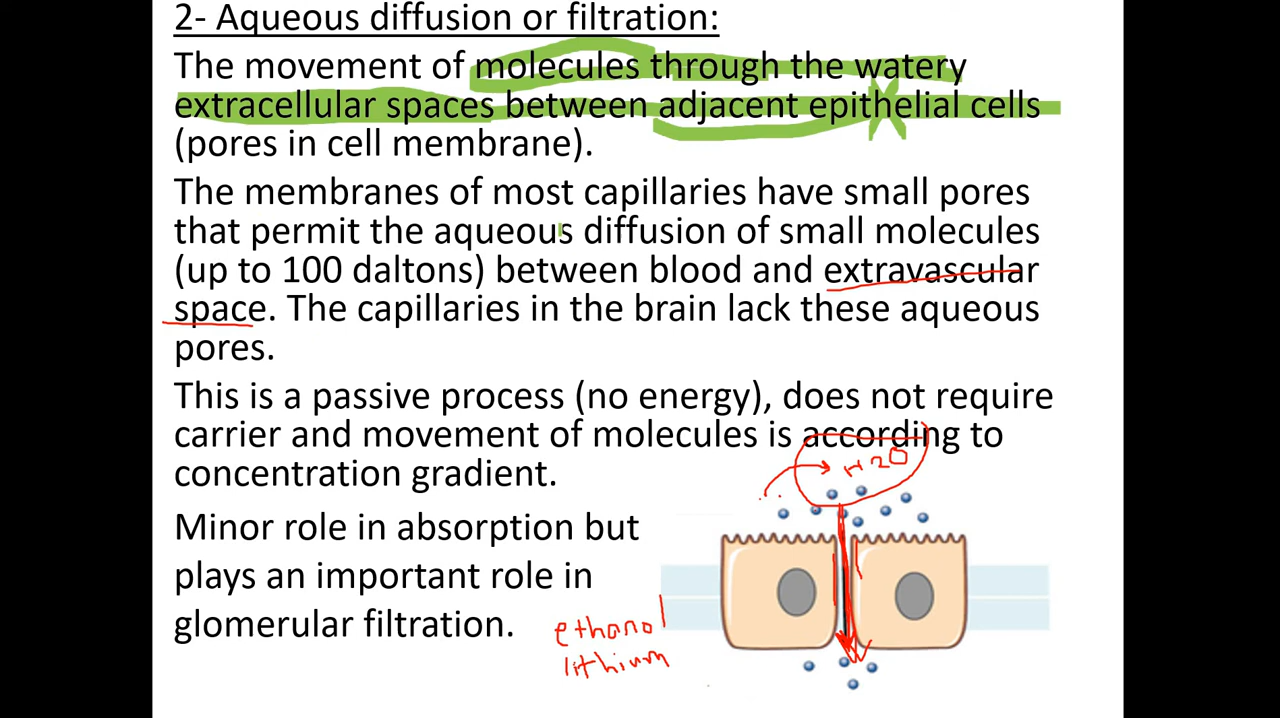 2- Aqueous diffusion or filtration:
The movement of molecules through the watery
extracellular spaces between adjacent epithelial cells
(pores in cell membrane).
The membranes of most capillaries have small pores
that permit the aqueous diffusion of small molecules
(up to 100 daltons) between blood and extravascular
space. The capillaries in the brain lack these aqueous
pores.
This is a passive process (no energy), does not require
carrier and movement of molecules is according to
concentration gradient.
H2O
Minor role in absorption but
plays an important role in
glomerular filtration.
ethanol
lithium